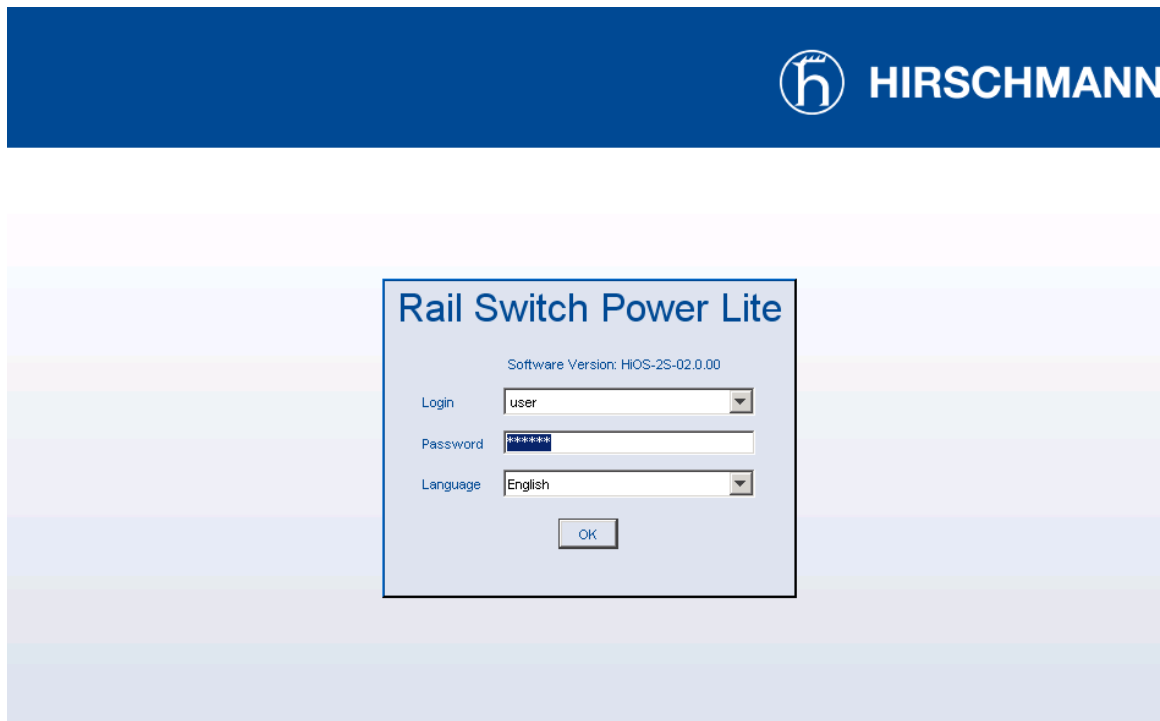 HIRSCHMANN
Rail Switch Power Lite
Software Version: HiOS-2S-02.0.00
Login user
Password ******
Language English
OK